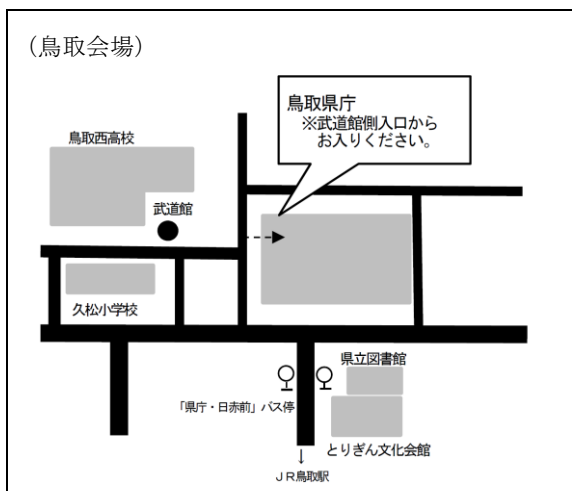 （鳥取会場）
鳥取県庁
※武道館側入口から
お入りください。
鳥取西高校
武道館
久松小学校
県立図書館
「県庁・日赤前」バス停
とりぎん文化会館
↓
ＪＲ鳥取駅